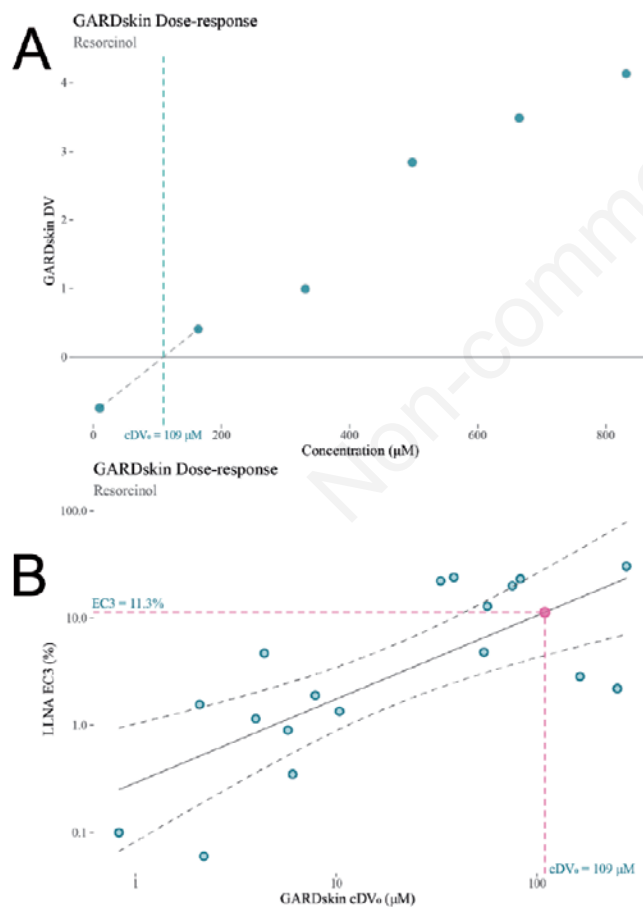 A
GARDskin Dose-response
Resorcinol
4
3
2
1
0
GARDskin DV
0
200
400
600
800
cDV₀ = 109 μM
Concentration (μM)
Non-comme
B
GARDskin Dose-response
Resorcinol
100.0
10.0
1.0
0.1
LLNA EC3 (%)
EC3 = 11.3%
1
10
100
cDV₀ = 109 μM
GARDskin cDV₀ (μM)